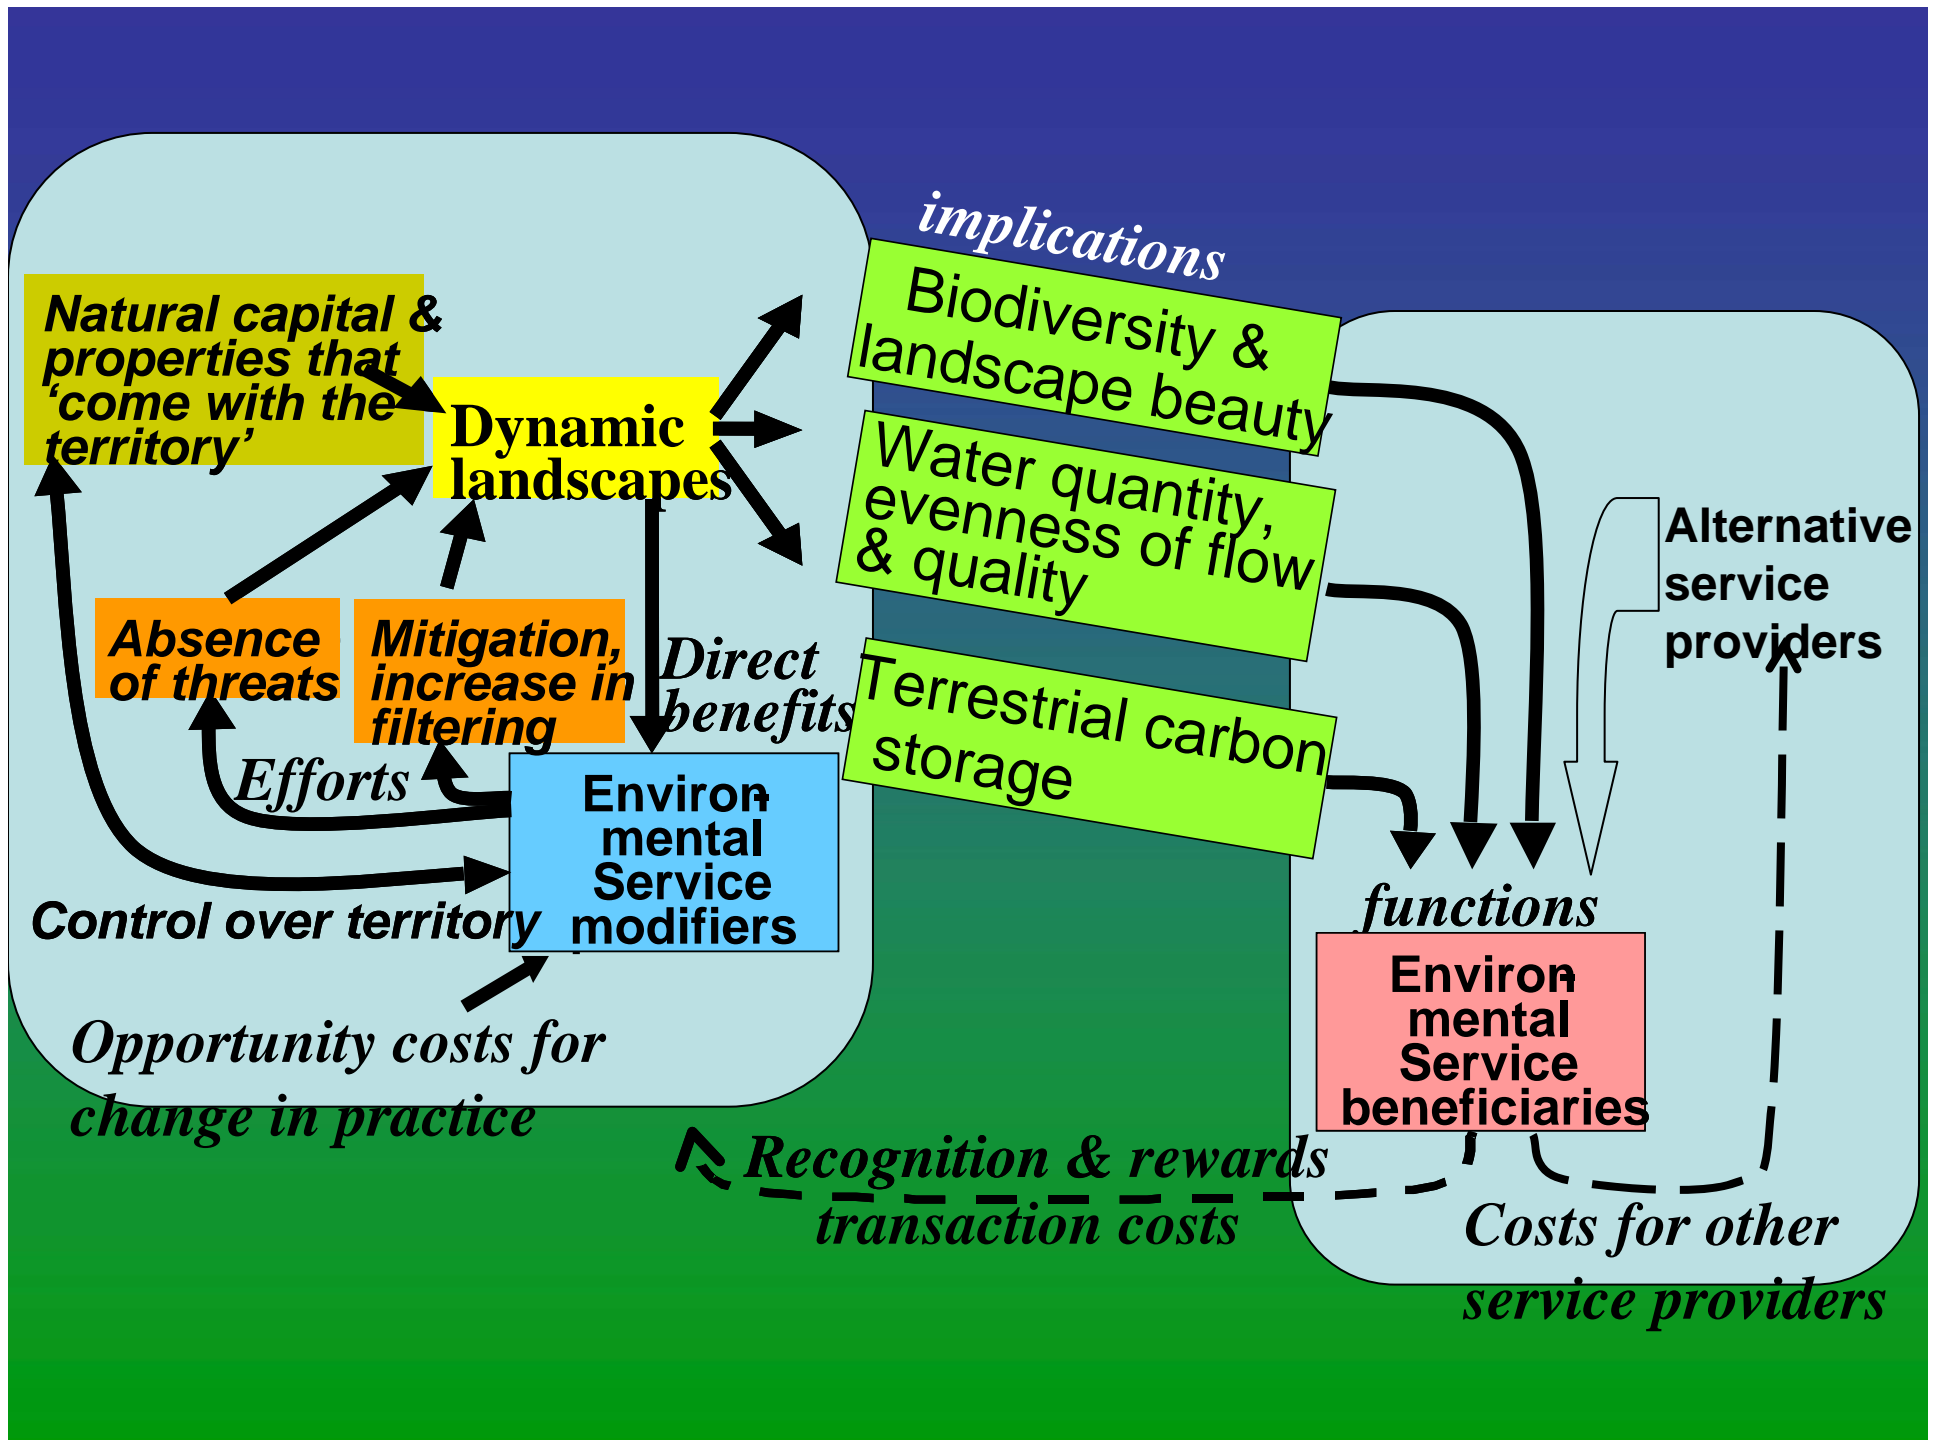 implications
Biodiversity &
landscape beauty
Natural capital &
properties that
‘come with the
territory’
Dynamic
landscapes
Water quantity,
evenness of flow
& quality
Alternative
service
providers
Absence
of threats
Mitigation,
increase in
filtering
Direct
benefits
Terrestrial carbon
storage
Efforts
Environ-
mental
Service
modifiers
Control over territory
functions
Environ-
mental
Service
beneficiaries
Opportunity costs for
change in practice
Recognition & rewards
transaction costs
Costs for other
service providers